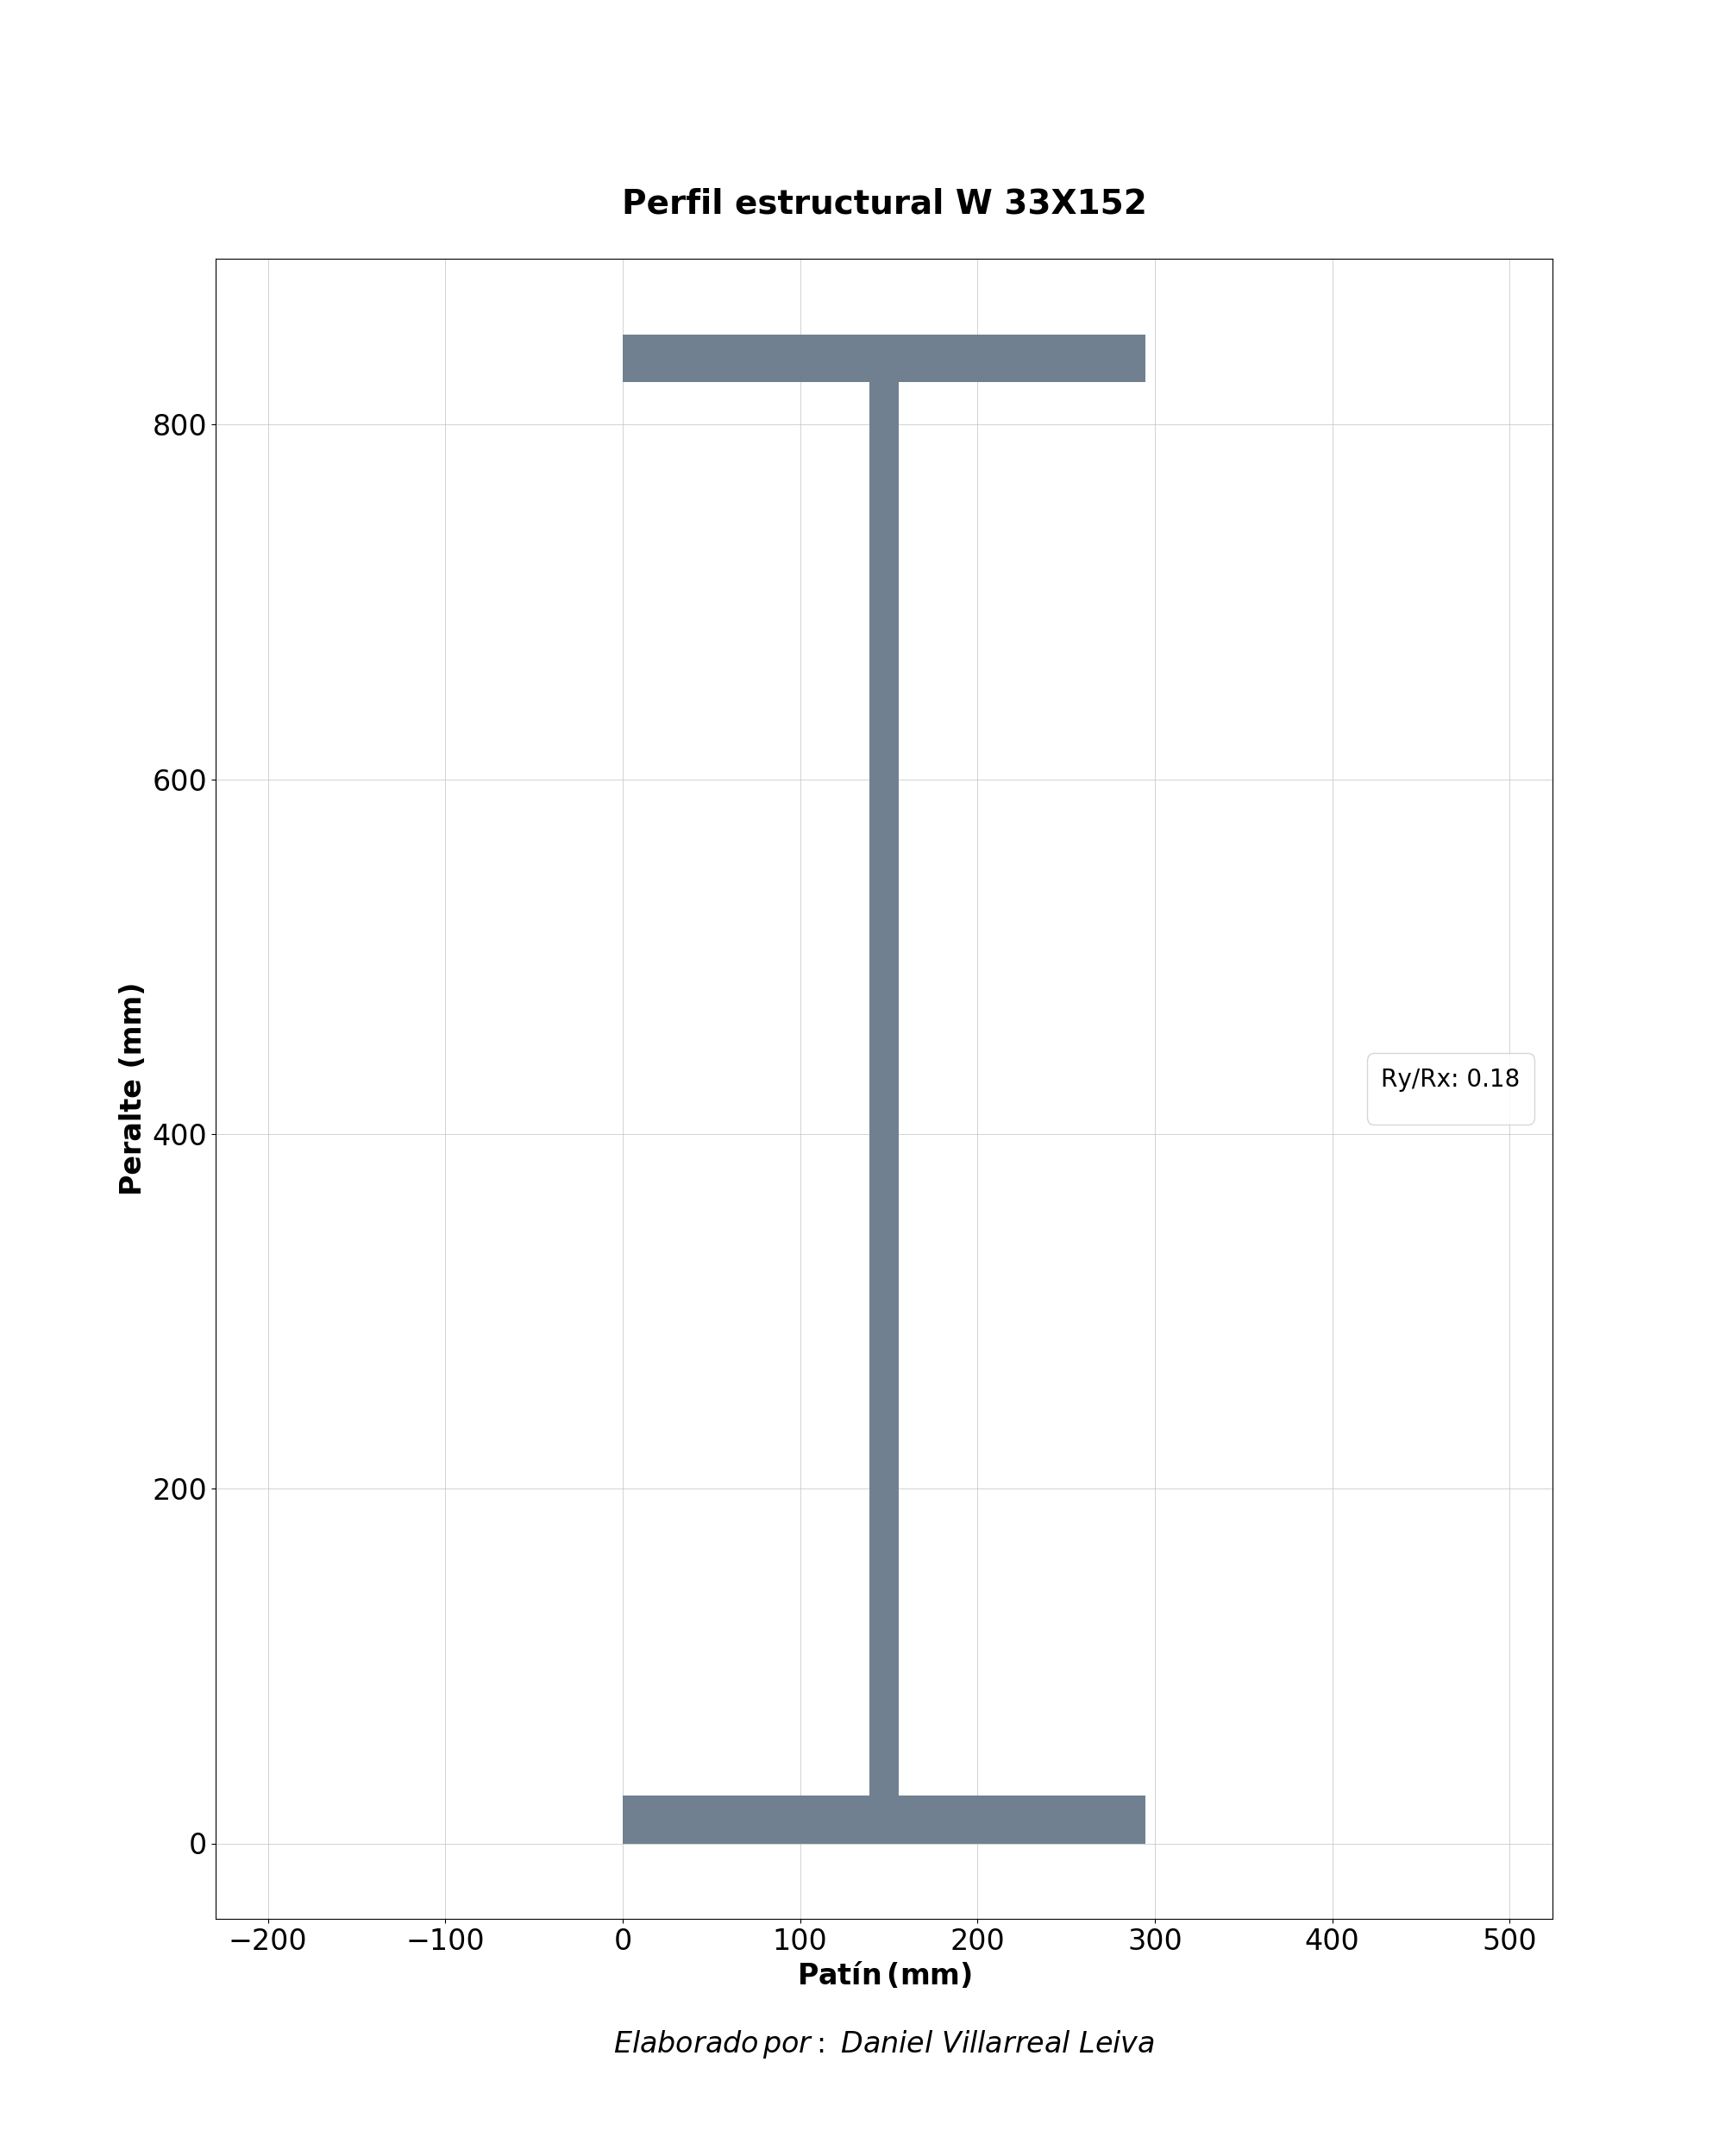 Perfil estructural W 33X152
800
600
400
200
0
Peralte (mm)
Ry/Rx: 0.18
−200 −100 0 100 200 300 400 500
Patín (mm)
Elaborado por: Daniel Villarreal Leiva